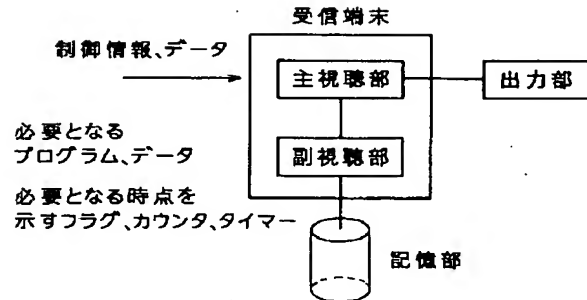 受信端末
制御情報、データ
主視聴部
出力部
必要となる
プログラム、データ
副視聴部
必要となる時点を
示すフラグ、カウンタ、タイマー
記憶部